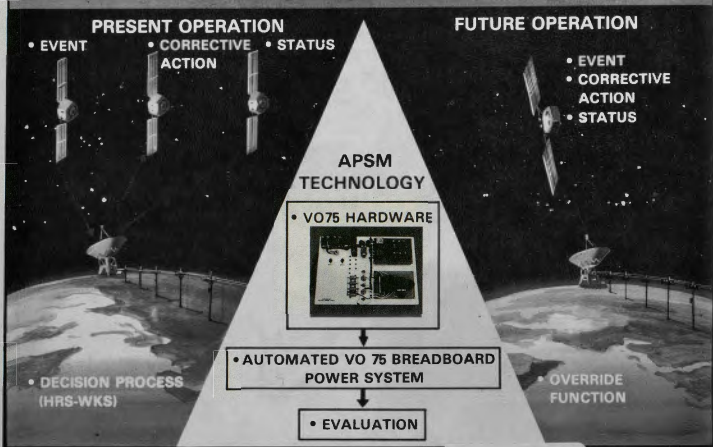 PRESENT OPERATION
• EVENT
• CORRECTIVE
ACTION
• STATUS
• DECISION PROCESS
(HRS-WKS)
APSM
TECHNOLOGY
• VO75 HARDWARE
• AUTOMATED VO 75 BREADBOARD
POWER SYSTEM
• EVALUATION
FUTURE OPERATION
• EVENT
• CORRECTIVE
ACTION
• STATUS
• OVERRIDE
FUNCTION